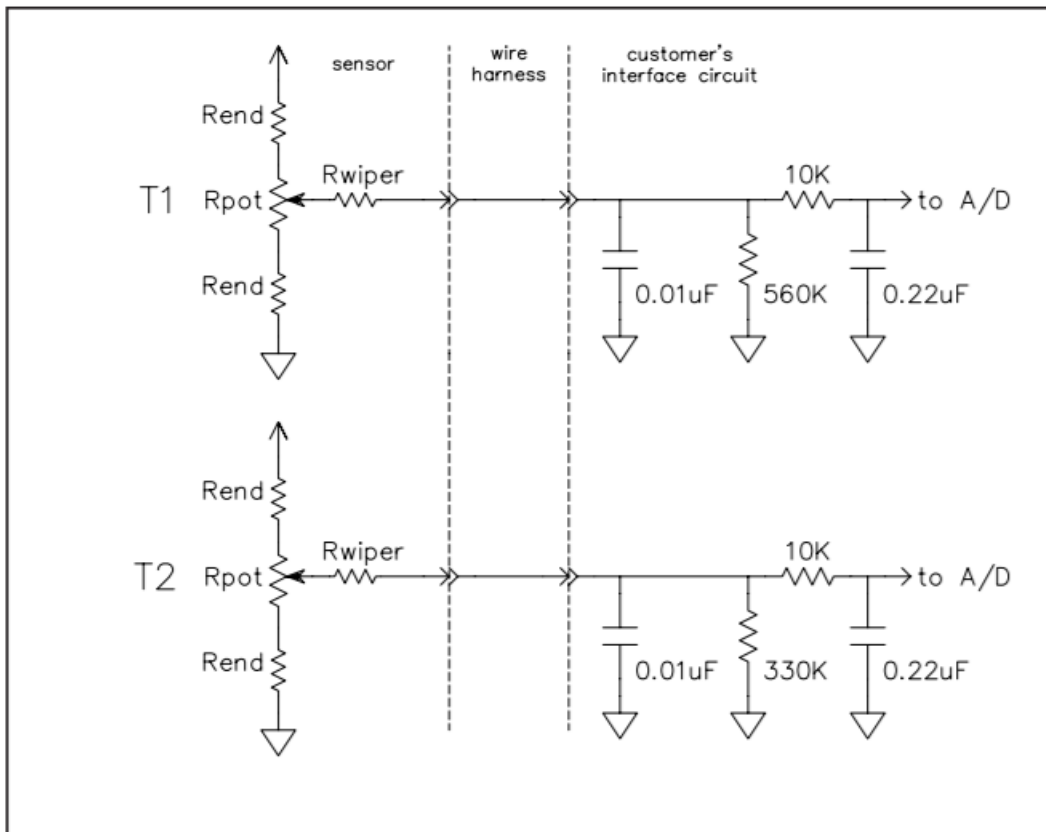 sensor
wire
harness
customer's
interface circuit
Rend
T1
Rpot
Rwiper
10K
to A/D
Rend
0.01uF
560K
0.22uF
Rend
T2
Rpot
Rwiper
10K
to A/D
Rend
0.01uF
330K
0.22uF